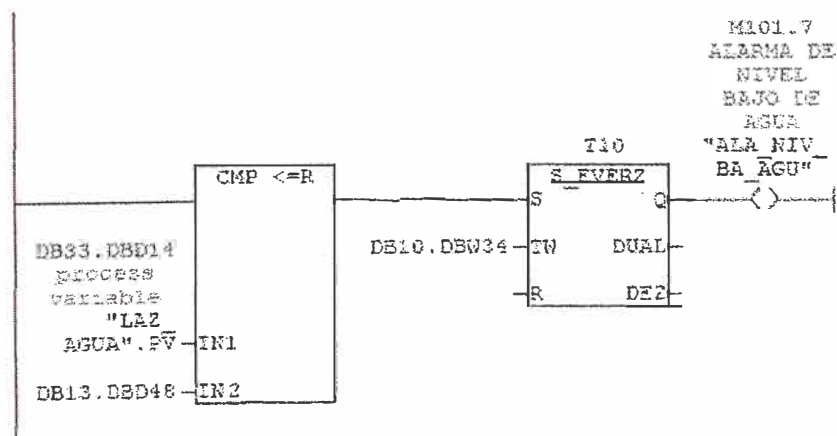 M101.7
ALARMA DE
NIVEL
BAJO DE
AGUA
"ALA_NIV_
BA_AGU"
T10
CMP <=R
S_EVERZ
S
Q
DB33.DBD14
process
variable
"LAZ
AGUA".PV
IN1
DB10.DBW34
TW
DUAL
R
DEZ
DB13.DBD48
IN2